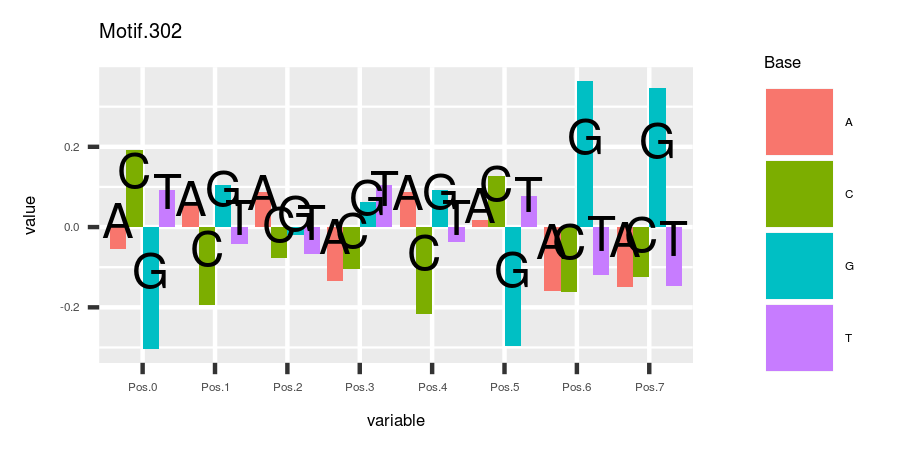 Motif.302
value
0.2
0.0
-0.2
A C G T A C G T A C G T A C G T A C G T A C G T A C G T A C G T
Pos.0 Pos.1 Pos.2 Pos.3 Pos.4 Pos.5 Pos.6 Pos.7
variable
Base
A
C
G
T